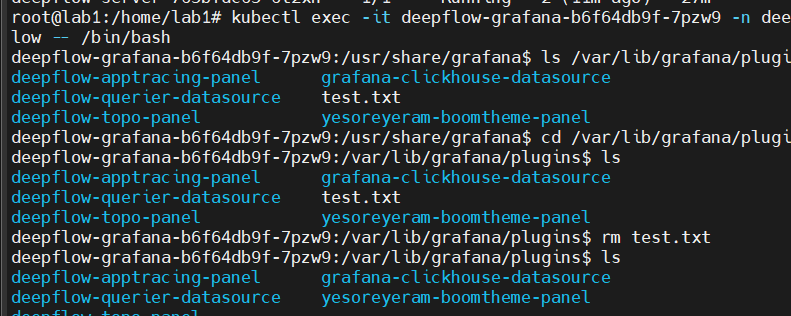 root@lab1:/home/lab1# kubectl exec -it deepflow-grafana-b6f64db9f-7pzw9 -n dee
low -- /bin/bash
deepflow-grafana-b6f64db9f-7pzw9:/usr/share/grafana$ ls /var/lib/grafana/plugi
deepflow-apptracing-panel grafana-clickhouse-datasource
deepflow-querier-datasource test.txt
deepflow-topo-panel yesoreyeram-boomtheme-panel
deepflow-grafana-b6f64db9f-7pzw9:/usr/share/grafana$ cd /var/lib/grafana/plugi
deepflow-grafana-b6f64db9f-7pzw9:/var/lib/grafana/plugins$ ls
deepflow-apptracing-panel grafana-clickhouse-datasource
deepflow-querier-datasource test.txt
deepflow-topo-panel yesoreyeram-boomtheme-panel
deepflow-grafana-b6f64db9f-7pzw9:/var/lib/grafana/plugins$ rm test.txt
deepflow-grafana-b6f64db9f-7pzw9:/var/lib/grafana/plugins$ ls
deepflow-apptracing-panel grafana-clickhouse-datasource
deepflow-querier-datasource yesoreyeram-boomtheme-panel
deepflow-topo-panel